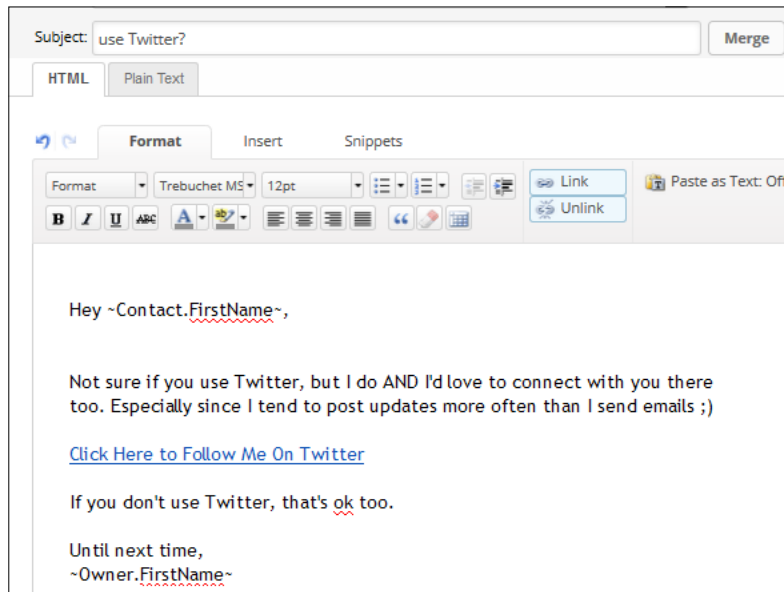 Subject: use Twitter? Merge
HTML Plain Text
Format Insert Snippets
Format Trebuchet MS 12pt Link Paste as Text: Off
B I U ABC A ab Unlink
Hey ~Contact.FirstName~,
Not sure if you use Twitter, but I do AND I'd love to connect with you there
too. Especially since I tend to post updates more often than I send emails ;)
Click Here to Follow Me On Twitter
If you don't use Twitter, that's ok too.
Until next time,
~Owner.FirstName~